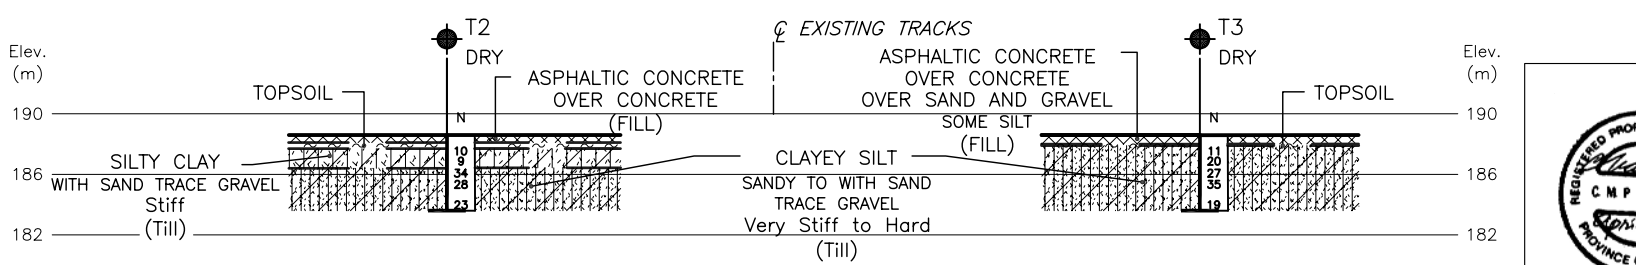 T2
DRY
℄ EXISTING TRACKS
T3
DRY
Elev.
(m)
ASPHALTIC CONCRETE
OVER CONCRETE
(FILL)
TOPSOIL
ASPHALTIC CONCRETE
OVER CONCRETE
OVER SAND AND GRAVEL
SOME SILT
(FILL)
TOPSOIL
Elev.
(m)
190
190
N
10
9
34
28
23
N
11
20
27
35
19
SILTY CLAY
WITH SAND TRACE GRAVEL
Stiff
(Till)
CLAYEY SILT
SANDY TO WITH SAND
TRACE GRAVEL
Very Stiff to Hard
(Till)
186
186
182
182
REGISTERED
C. M. P.
PROVINCE